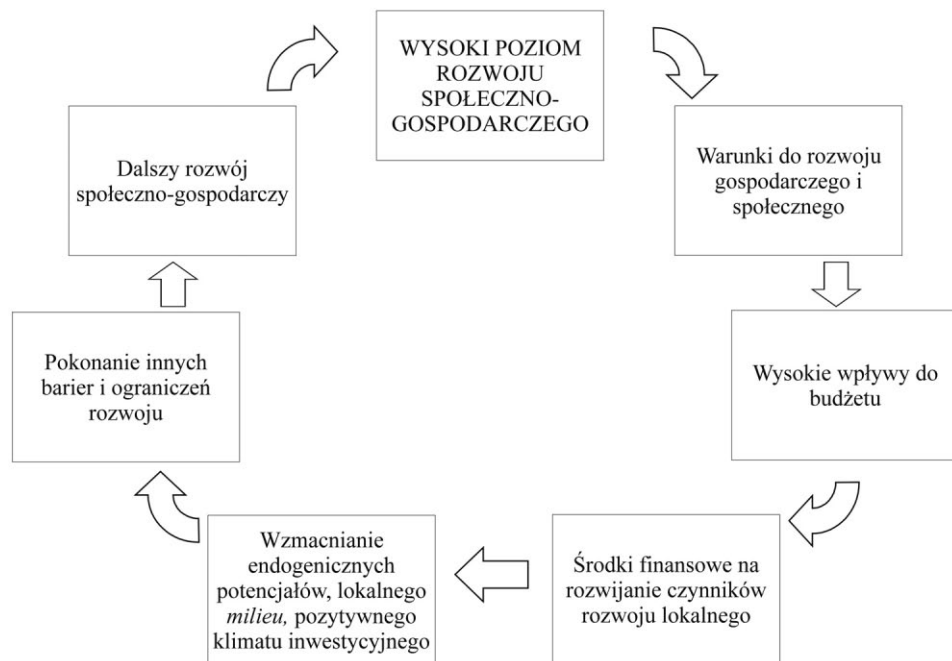 WYSOKI POZIOM
ROZWOJU
SPOŁECZNO-
GOSPODARCZEGO
Warunki do rozwoju
gospodarczego i
społecznego
Wysokie wpływy do
budżetu
Środki finansowe na
rozwijanie czynników
rozwoju lokalnego
Wzmacnianie
endogenicznych
potencjałów, lokalnego
milieu, pozytywnego
klimatu inwestycyjnego
Pokonanie innych
barier i ograniczeń
rozwoju
Dalszy rozwój
społeczno-gospodarczy